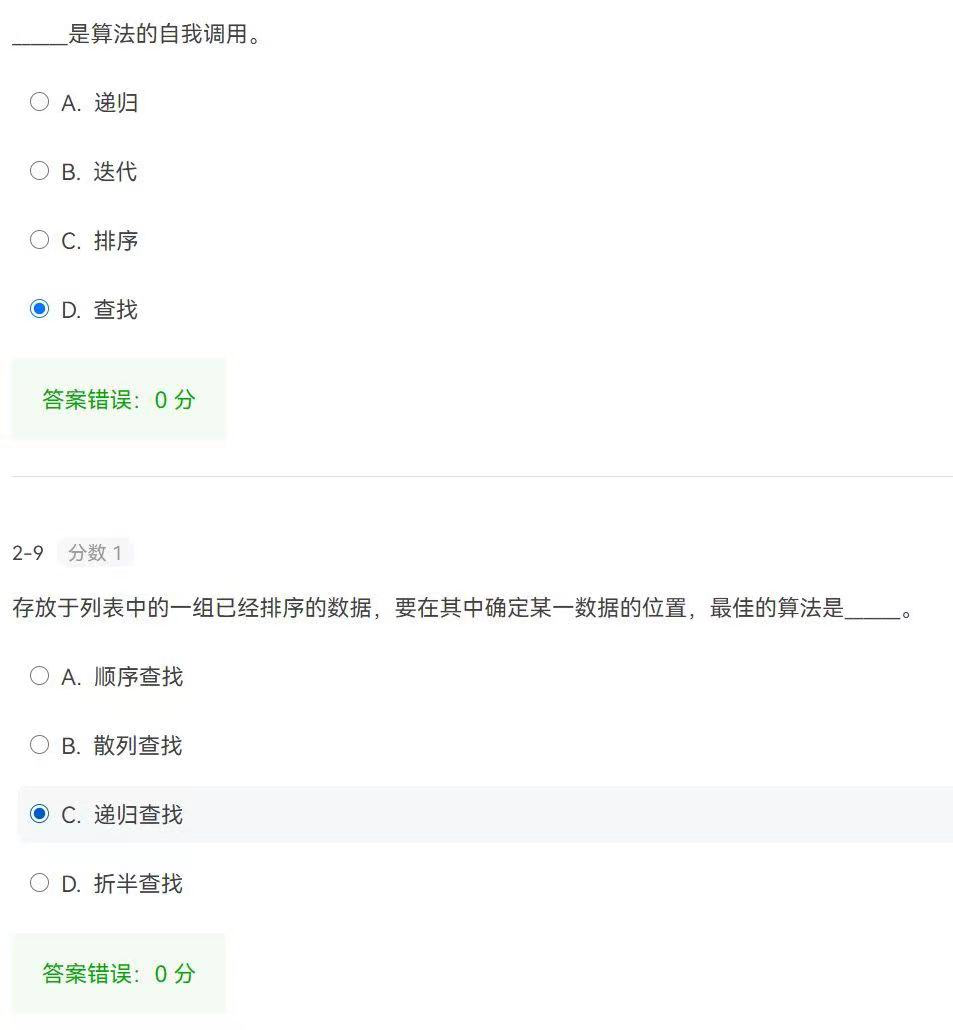 _____是算法的自我调用。
A. 递归
B. 迭代
C. 排序
D. 查找
答案错误：0 分
2-9 分数 1
存放于列表中的一组已经排序的数据，要在其中确定某一数据的位置，最佳的算法是_____。
A. 顺序查找
B. 散列查找
C. 递归查找
D. 折半查找
答案错误：0 分